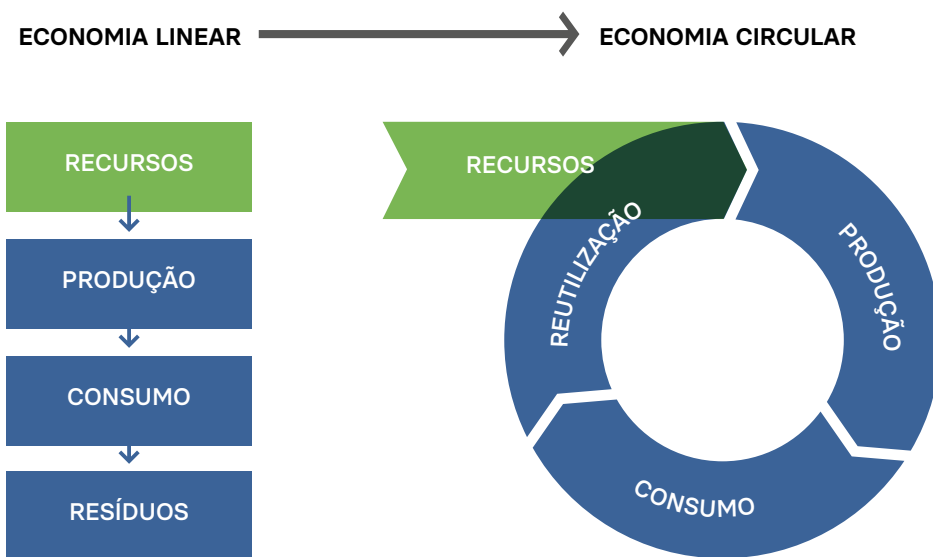 ECONOMIA LINEAR
ECONOMIA CIRCULAR
RECURSOS
PRODUÇÃO
CONSUMO
RESÍDUOS
RECURSOS
PRODUÇÃO
CONSUMO
REUTILIZAÇÃO